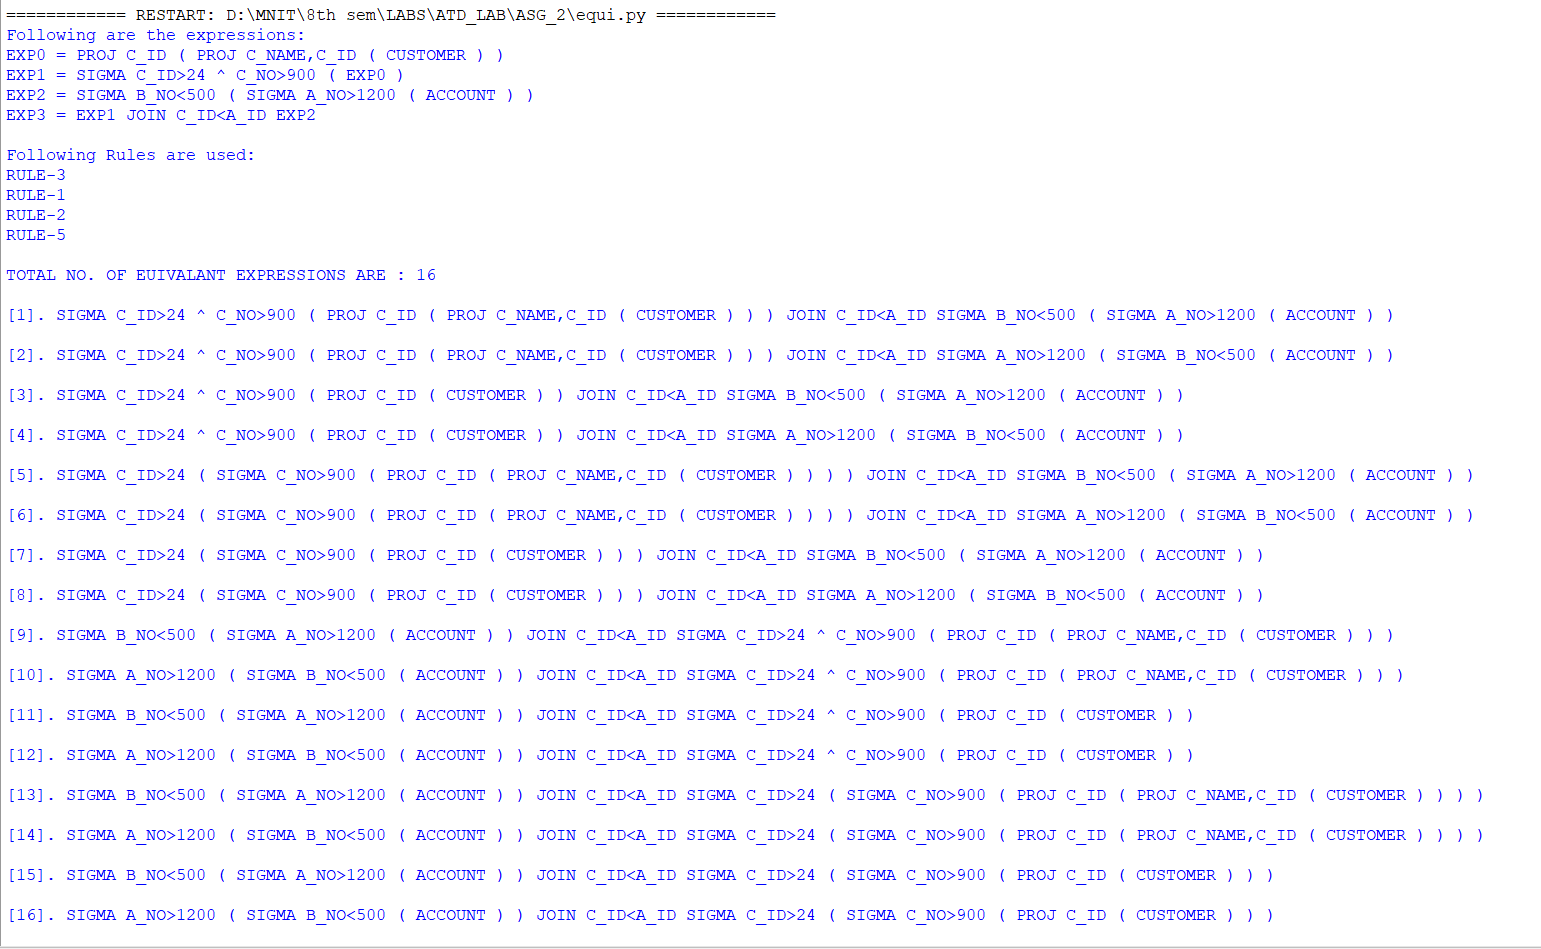 ============ RESTART: D:\MNIT\8th sem\LABS\ATD_LAB\ASG_2\equi.py ============
Following are the expressions:
EXP0 = PROJ C_ID ( PROJ C_NAME,C_ID ( CUSTOMER ) )
EXP1 = SIGMA C_ID>24 ^ C_NO>900 ( EXP0 )
EXP2 = SIGMA B_NO<500 ( SIGMA A_NO>1200 ( ACCOUNT ) )
EXP3 = EXP1 JOIN C_ID<A_ID EXP2

Following Rules are used:
RULE-3
RULE-1
RULE-2
RULE-5

TOTAL NO. OF EUIVALANT EXPRESSIONS ARE : 16

[1]. SIGMA C_ID>24 ^ C_NO>900 ( PROJ C_ID ( PROJ C_NAME,C_ID ( CUSTOMER ) ) ) JOIN C_ID<A_ID SIGMA B_NO<500 ( SIGMA A_NO>1200 ( ACCOUNT ) )

[2]. SIGMA C_ID>24 ^ C_NO>900 ( PROJ C_ID ( PROJ C_NAME,C_ID ( CUSTOMER ) ) ) JOIN C_ID<A_ID SIGMA A_NO>1200 ( SIGMA B_NO<500 ( ACCOUNT ) )

[3]. SIGMA C_ID>24 ^ C_NO>900 ( PROJ C_ID ( CUSTOMER ) ) JOIN C_ID<A_ID SIGMA B_NO<500 ( SIGMA A_NO>1200 ( ACCOUNT ) )

[4]. SIGMA C_ID>24 ^ C_NO>900 ( PROJ C_ID ( CUSTOMER ) ) JOIN C_ID<A_ID SIGMA A_NO>1200 ( SIGMA B_NO<500 ( ACCOUNT ) )

[5]. SIGMA C_ID>24 ( SIGMA C_NO>900 ( PROJ C_ID ( PROJ C_NAME,C_ID ( CUSTOMER ) ) ) ) JOIN C_ID<A_ID SIGMA B_NO<500 ( SIGMA A_NO>1200 ( ACCOUNT ) )

[6]. SIGMA C_ID>24 ( SIGMA C_NO>900 ( PROJ C_ID ( PROJ C_NAME,C_ID ( CUSTOMER ) ) ) ) JOIN C_ID<A_ID SIGMA A_NO>1200 ( SIGMA B_NO<500 ( ACCOUNT ) )

[7]. SIGMA C_ID>24 ( SIGMA C_NO>900 ( PROJ C_ID ( CUSTOMER ) ) ) JOIN C_ID<A_ID SIGMA B_NO<500 ( SIGMA A_NO>1200 ( ACCOUNT ) )

[8]. SIGMA C_ID>24 ( SIGMA C_NO>900 ( PROJ C_ID ( CUSTOMER ) ) ) JOIN C_ID<A_ID SIGMA A_NO>1200 ( SIGMA B_NO<500 ( ACCOUNT ) )

[9]. SIGMA B_NO<500 ( SIGMA A_NO>1200 ( ACCOUNT ) ) JOIN C_ID<A_ID SIGMA C_ID>24 ^ C_NO>900 ( PROJ C_ID ( PROJ C_NAME,C_ID ( CUSTOMER ) ) )

[10]. SIGMA A_NO>1200 ( SIGMA B_NO<500 ( ACCOUNT ) ) JOIN C_ID<A_ID SIGMA C_ID>24 ^ C_NO>900 ( PROJ C_ID ( PROJ C_NAME,C_ID ( CUSTOMER ) ) )

[11]. SIGMA B_NO<500 ( SIGMA A_NO>1200 ( ACCOUNT ) ) JOIN C_ID<A_ID SIGMA C_ID>24 ^ C_NO>900 ( PROJ C_ID ( CUSTOMER ) )

[12]. SIGMA A_NO>1200 ( SIGMA B_NO<500 ( ACCOUNT ) ) JOIN C_ID<A_ID SIGMA C_ID>24 ^ C_NO>900 ( PROJ C_ID ( CUSTOMER ) )

[13]. SIGMA B_NO<500 ( SIGMA A_NO>1200 ( ACCOUNT ) ) JOIN C_ID<A_ID SIGMA C_ID>24 ( SIGMA C_NO>900 ( PROJ C_ID ( PROJ C_NAME,C_ID ( CUSTOMER ) ) ) )

[14]. SIGMA A_NO>1200 ( SIGMA B_NO<500 ( ACCOUNT ) ) JOIN C_ID<A_ID SIGMA C_ID>24 ( SIGMA C_NO>900 ( PROJ C_ID ( PROJ C_NAME,C_ID ( CUSTOMER ) ) ) )

[15]. SIGMA B_NO<500 ( SIGMA A_NO>1200 ( ACCOUNT ) ) JOIN C_ID<A_ID SIGMA C_ID>24 ( SIGMA C_NO>900 ( PROJ C_ID ( CUSTOMER ) ) )

[16]. SIGMA A_NO>1200 ( SIGMA B_NO<500 ( ACCOUNT ) ) JOIN C_ID<A_ID SIGMA C_ID>24 ( SIGMA C_NO>900 ( PROJ C_ID ( CUSTOMER ) ) )